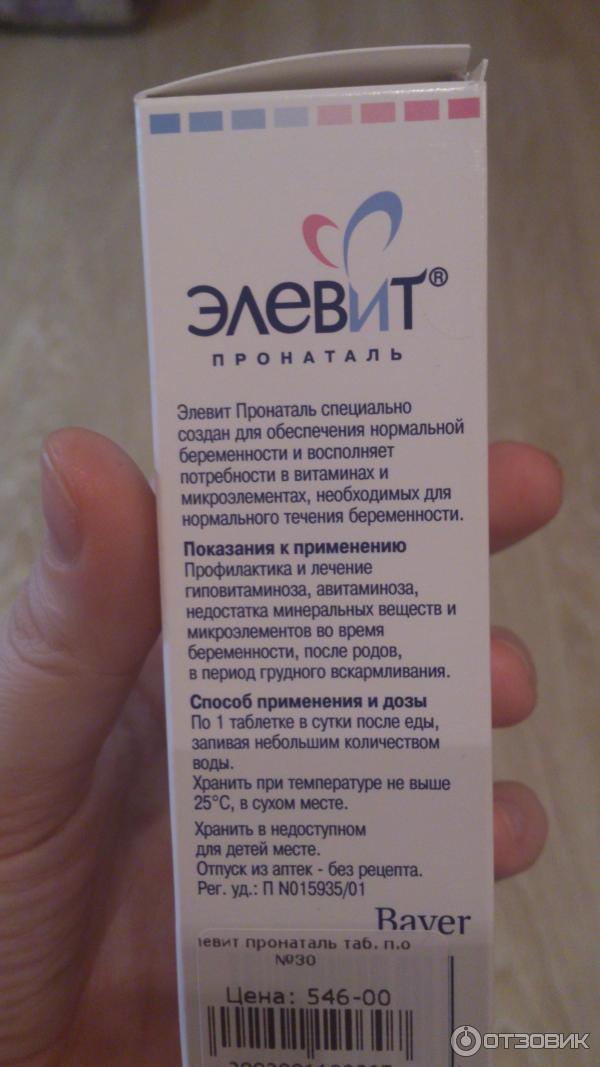 элевит®
ПРОНАТАЛЬ
Элевит Пронаталь специально
создан для обеспечения нормальной
беременности и восполняет
потребности в витаминах и
микроэлементах, необходимых для
нормального течения беременности.
Показания к применению
Профилактика и лечение
гиповитаминоза, авитаминоза,
недостатка минеральных веществ и
микроэлементов во время
беременности, после родов,
в период грудного вскармливания.
Способ применения и дозы
По 1 таблетке в сутки после еды,
запивая небольшим количеством
воды.
Хранить при температуре не выше
25°С, в сухом месте.
Хранить в недоступном
для детей месте.
Отпуск из аптек - без рецепта.
Рег. уд.: П N015935/01
Bayer
левит пронаталь таб. п.о
№30
Цена: 546-00
ОТЗОВИК